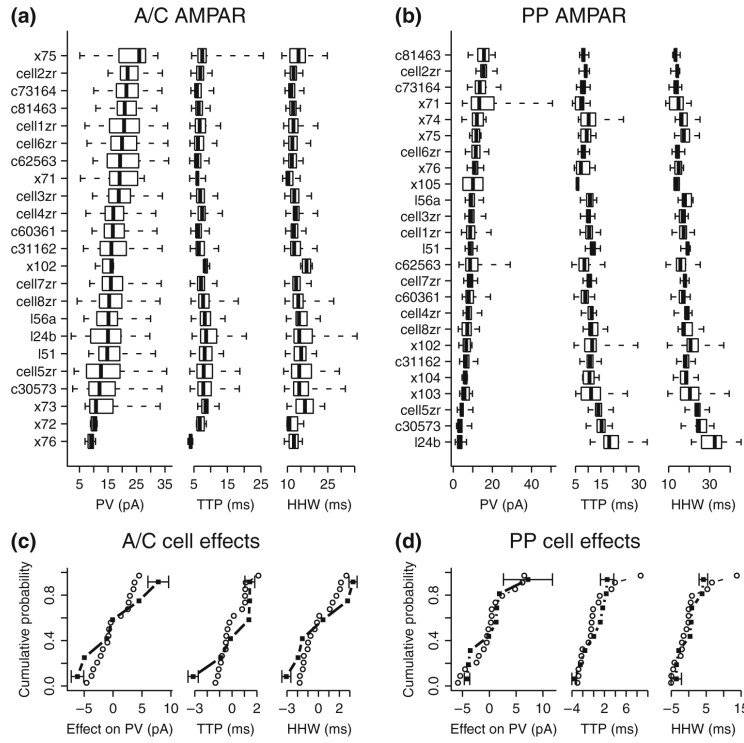 (a) A/C AMPAR
x75
cell2zr
c73164
c81463
cell1zr
cell6zr
c62563
x71
cell3zr
cell4zr
c60361
c31162
x102
cell7zr
cell8zr
l56a
l24b
l51
cell5zr
c30573
x73
x72
x76
5 15 25 35
PV (pA)
5 15 25
TTP (ms)
10 15 25
HHW (ms)
(b) PP AMPAR
c81463
cell2zr
c73164
x71
x74
x75
cell6zr
x76
x105
l56a
cell3zr
cell1zr
l51
c62563
cell7zr
c60361
cell4zr
cell8zr
x102
c31162
x104
x103
cell5zr
c30573
l24b
0 20 40
PV (pA)
5 15 30
TTP (ms)
10 20 40
HHW (ms)
(c) A/C cell effects
Cumulative probability
0.0 0.4 0.8
−5 0 5 10
Effect on PV (pA)
−3 0 2
TTP (ms)
−3 0 2
HHW (ms)
(d) PP cell effects
Cumulative probability
0.0 0.4 0.8
−5 0 5 10
Effect on PV (pA)
−4 2 8
TTP (ms)
−5 5 15
HHW (ms)